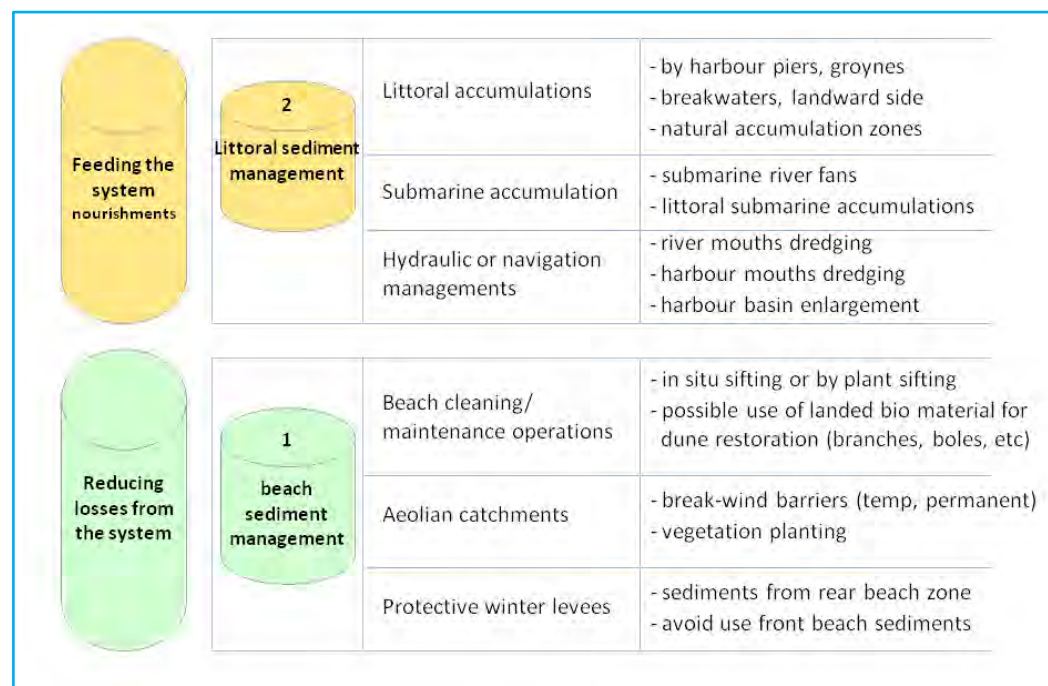 Feeding the
system
nourishments
2
Littoral sediment
management
Littoral accumulations
- by harbour piers, groynes
- breakwaters, landward side
- natural accumulation zones
Submarine accumulation
- submarine river fans
- littoral submarine accumulations
Hydraulic or navigation
managements
- river mouths dredging
- harbour mouths dredging
- harbour basin enlargement
Reducing
losses from
the system
1
beach
sediment
management
Beach cleaning/
maintenance operations
- in situ sifting or by plant sifting
- possible use of landed bio material for
dune restoration (branches, boles, etc)
Aeolian catchments
- break-wind barriers (temp, permanent)
- vegetation planting
Protective winter levees
- sediments from rear beach zone
- avoid use front beach sediments